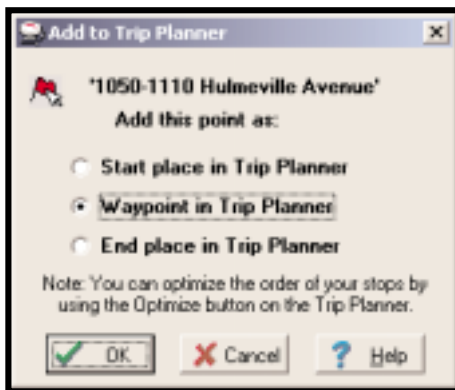 Add to Trip Planner
'1050-1110 Hulmeville Avenue'
Add this point as:
Start place in Trip Planner
Waypoint in Trip Planner
End place in Trip Planner
Note: You can optimize the order of your stops by
using the Optimize button on the Trip Planner.
OK Cancel Help